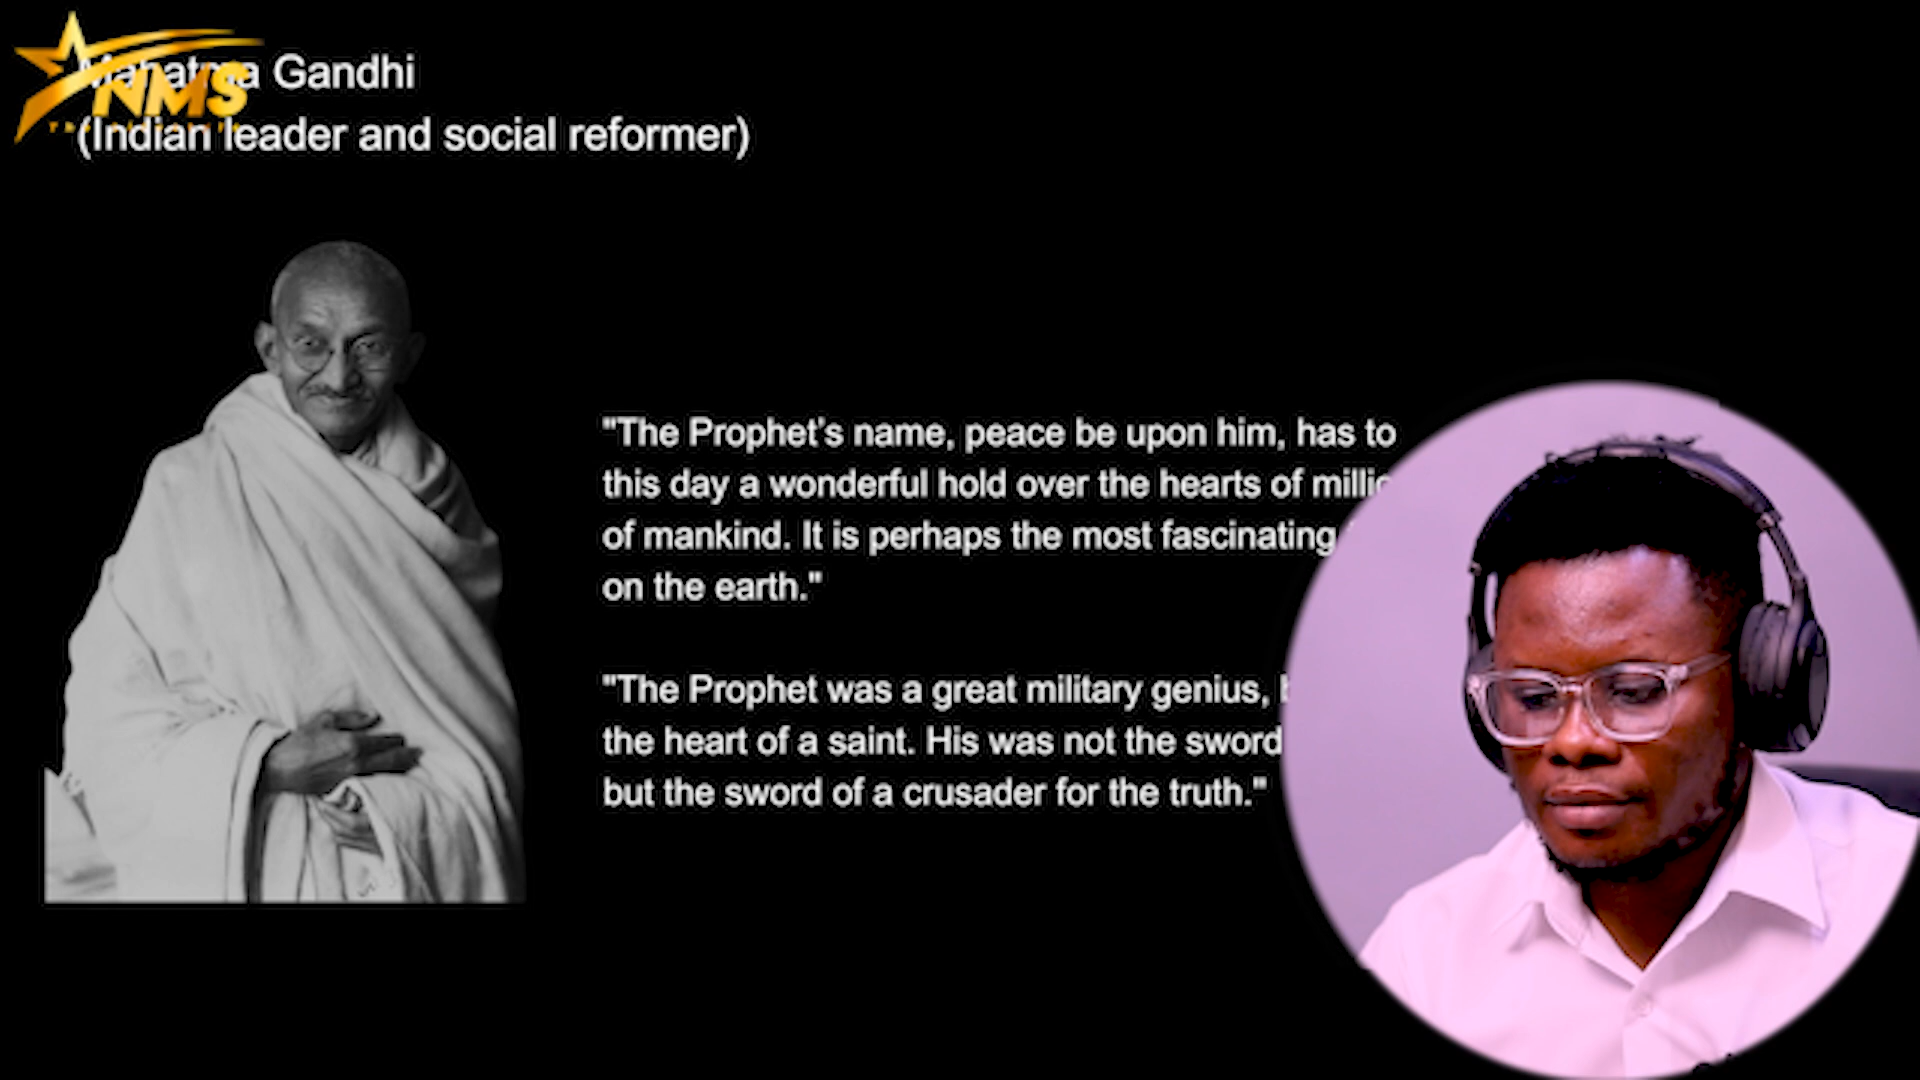 NMS
Mahatma Gandhi
(Indian leader and social reformer)
"The Prophet's name, peace be upon him, has to
this day a wonderful hold over the hearts of
of mankind. It is perhaps the most fascinating
on the earth."
"The Prophet was a great military genius,
the heart of a saint. His was not the sword
but the sword of a crusader for the truth."